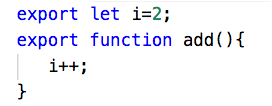 export let i=2;
export function add(){
    i++;
}